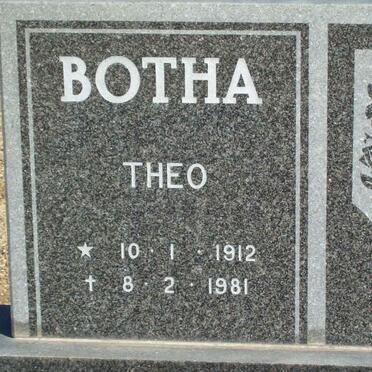 BOTHA
THEO
★ 10 · 1 · 1912
† 8 · 2 · 1981